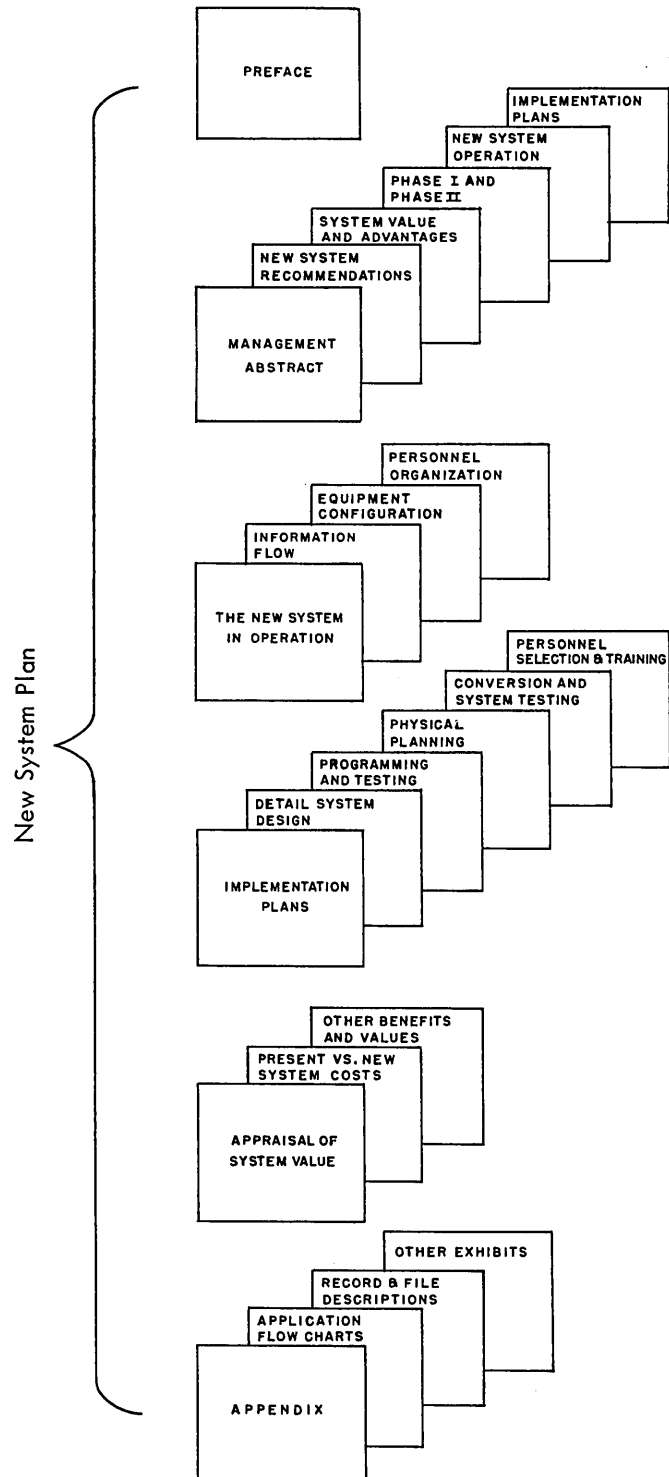 New System Plan
PREFACE
IMPLEMENTATION
PLANS
NEW SYSTEM
OPERATION
PHASE I AND
PHASE II
SYSTEM VALUE
AND ADVANTAGES
NEW SYSTEM
RECOMMENDATIONS
MANAGEMENT
ABSTRACT
PERSONNEL
ORGANIZATION
EQUIPMENT
CONFIGURATION
INFORMATION
FLOW
THE NEW SYSTEM
IN OPERATION
PERSONNEL
SELECTION & TRAINING
CONVERSION AND
SYSTEM TESTING
PHYSICAL
PLANNING
PROGRAMMING
AND TESTING
DETAIL SYSTEM
DESIGN
IMPLEMENTATION
PLANS
OTHER BENEFITS
AND VALUES
PRESENT VS. NEW
SYSTEM COSTS
APPRAISAL OF
SYSTEM VALUE
OTHER EXHIBITS
RECORD & FILE
DESCRIPTIONS
APPLICATION
FLOW CHARTS
APPENDIX